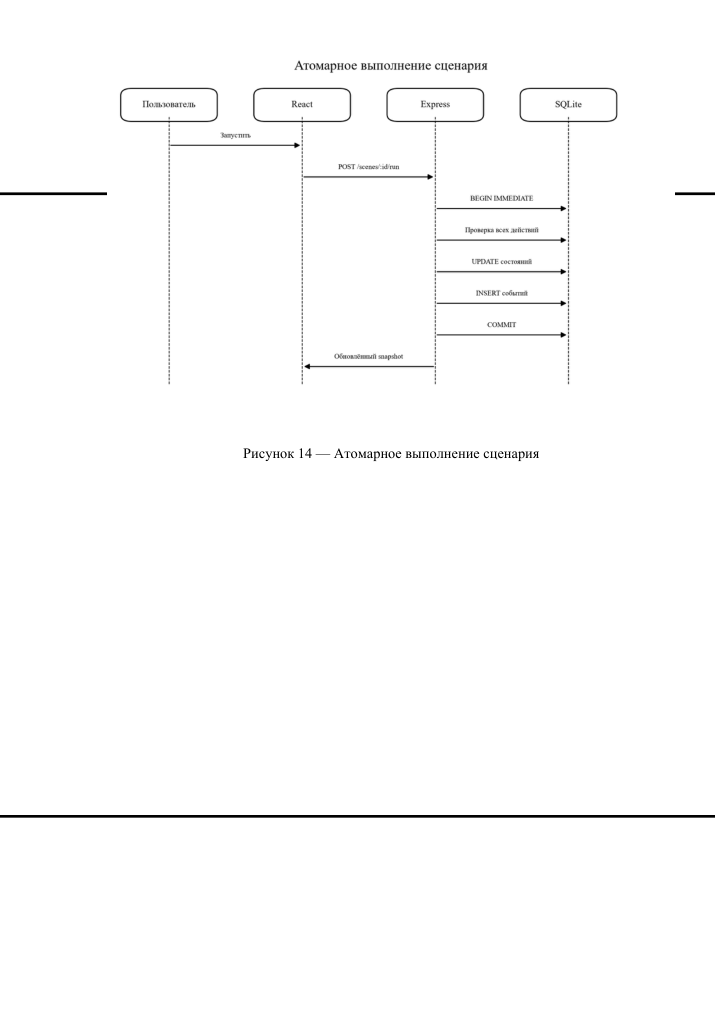 Атомарное выполнение сценария
Пользователь React Express SQLite
Запустить
POST /scenes/:id/run
BEGIN IMMEDIATE
Проверка всех действий
UPDATE состояний
INSERT событий
COMMIT
Обновлённый snapshot
Рисунок 14 — Атомарное выполнение сценария